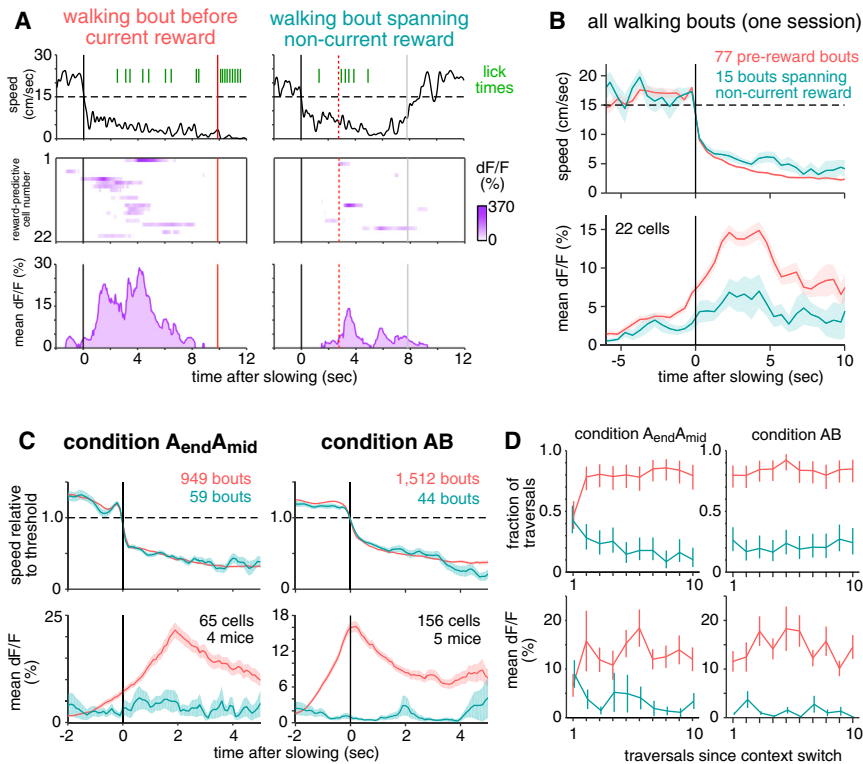 A
walking bout before
current reward
walking bout spanning
non-current reward
30
15
0
speed
(cm/sec)
lick
times
1
22
reward-predictive
cell number
dF/F
(%)
370
0
30
15
0
mean dF/F (%)
0 4 8 12
0 4 8 12
time after slowing (sec)
B
all walking bouts (one session)
77 pre-reward bouts
15 bouts spanning
non-current reward
20
15
10
5
0
speed (cm/sec)
22 cells
15
10
5
0
mean dF/F (%)
-5 0 5 10
time after slowing (sec)
C
condition AendAmid
condition AB
949 bouts
59 bouts
1,512 bouts
44 bouts
1.0
0
1.0
0
speed relative
to threshold
65 cells
4 mice
156 cells
5 mice
25
0
18
12
6
0
mean dF/F
(%)
-2 0 2 4
-2 0 2 4
time after slowing (sec)
D
condition AendAmid
condition AB
1.0
0.5
0
1.0
0.5
0
fraction of
traversals
1 10
1 10
20
10
0
20
10
0
mean dF/F
(%)
1 10
1 10
traversals since context switch